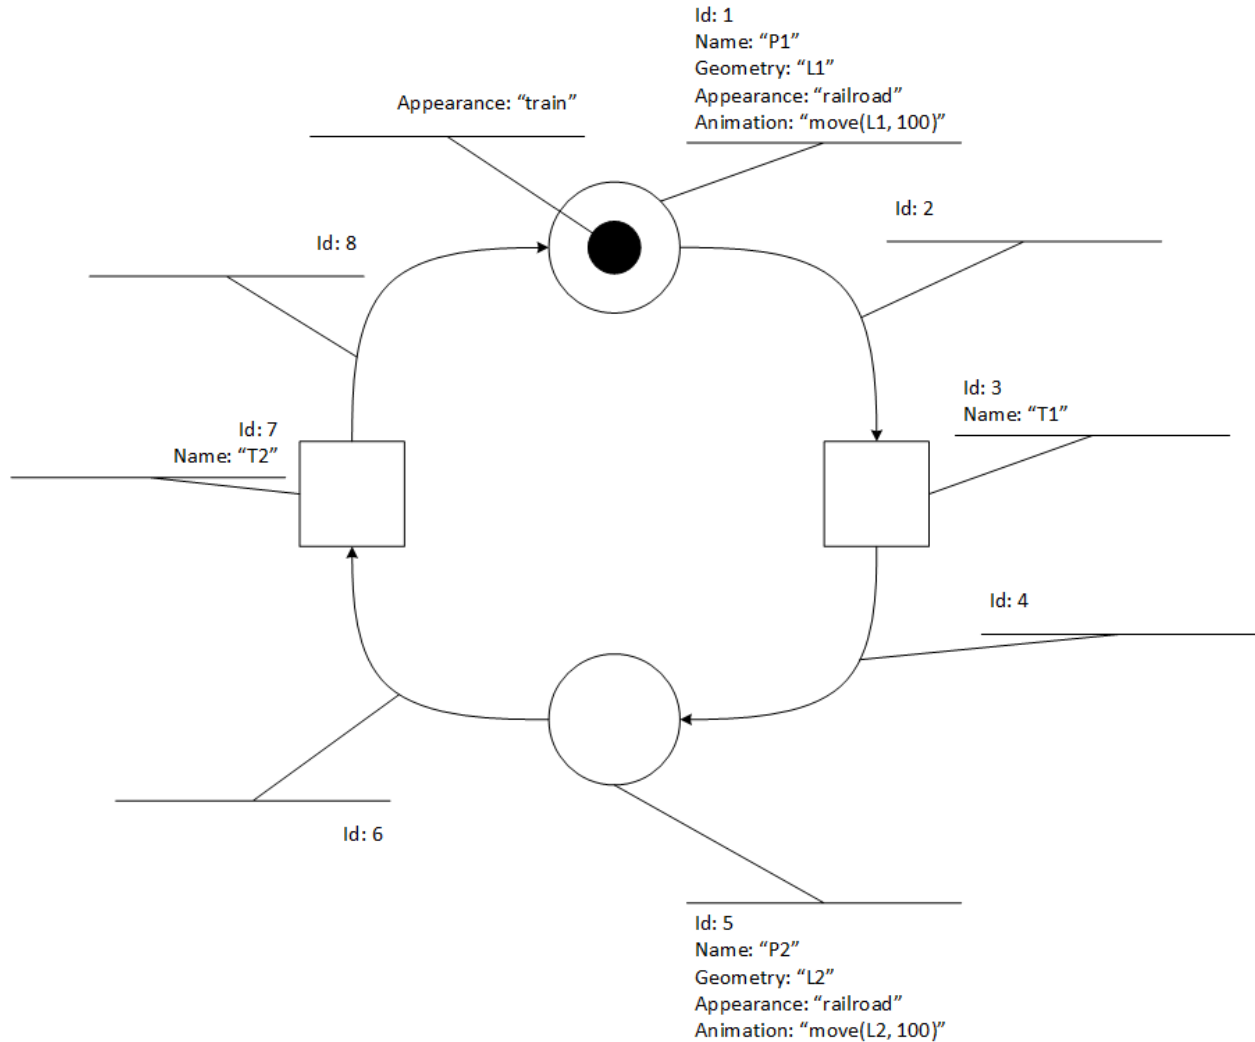 Id: 1
Name: “P1”
Geometry: “L1”
Appearance: “railroad”
Animation: “move(L1, 100)”
Appearance: “train”
Id: 2
Id: 8
Id: 3
Name: “T1”
Id: 7
Name: “T2”
Id: 4
Id: 6
Id: 5
Name: “P2”
Geometry: “L2”
Appearance: “railroad”
Animation: “move(L2, 100)”